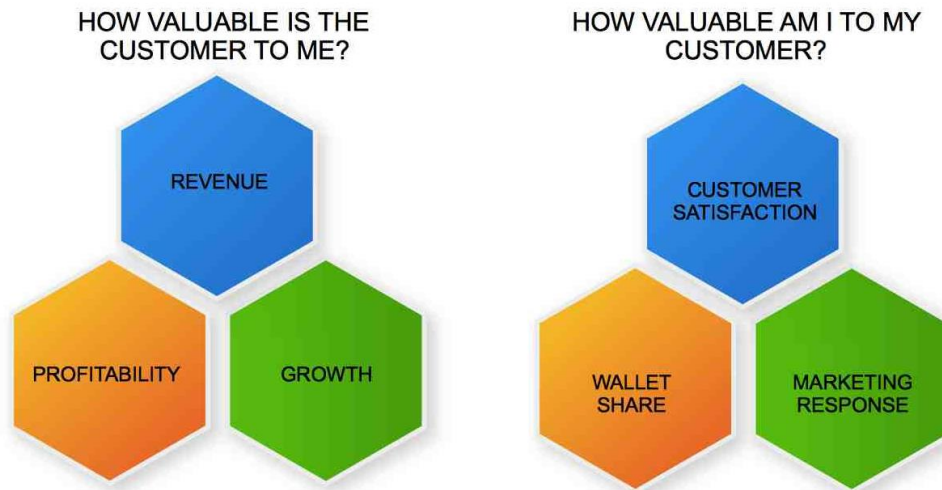 HOW VALUABLE IS THE
CUSTOMER TO ME?
REVENUE
PROFITABILITY
GROWTH
HOW VALUABLE AM I TO MY
CUSTOMER?
CUSTOMER
SATISFACTION
WALLET
SHARE
MARKETING
RESPONSE